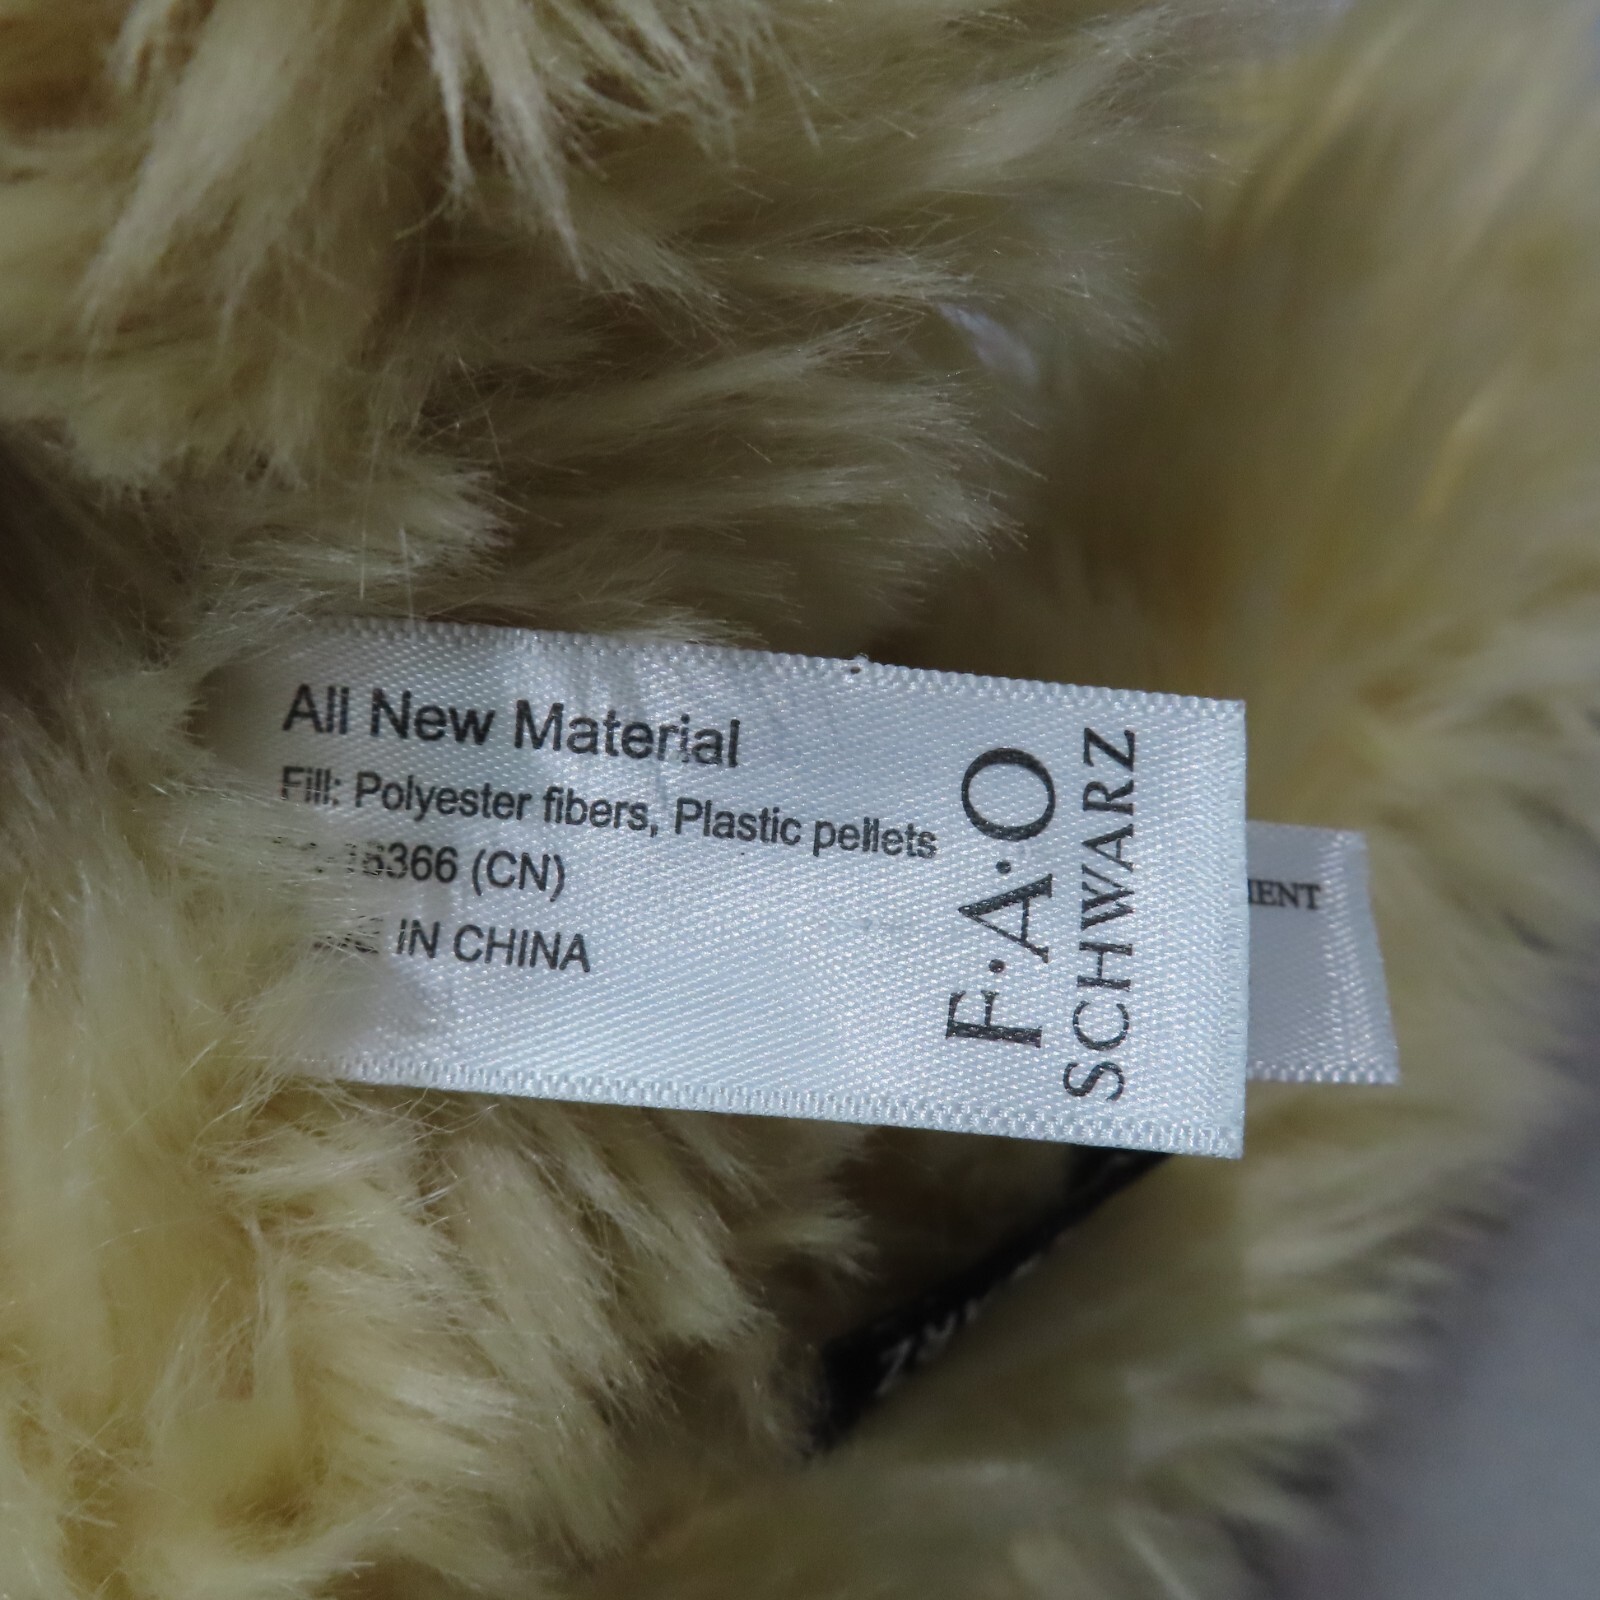 All New Material
Fill: Polyester fibers, Plastic pellets
(CN)
IN CHINA
F·A·O
SCHWARZ